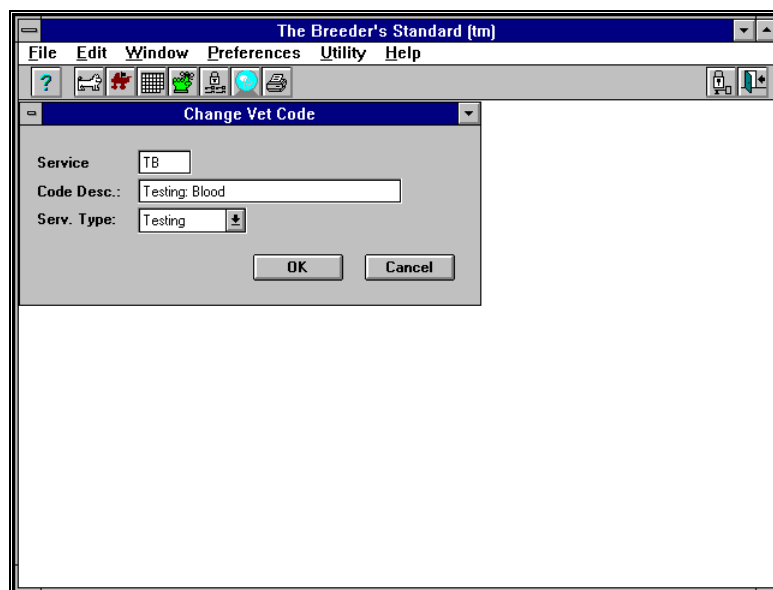 The Breeder's Standard (tm)
File Edit Window Preferences Utility Help
?
Change Vet Code
Service TB
Code Desc.: Testing: Blood
Serv. Type: Testing
OK Cancel